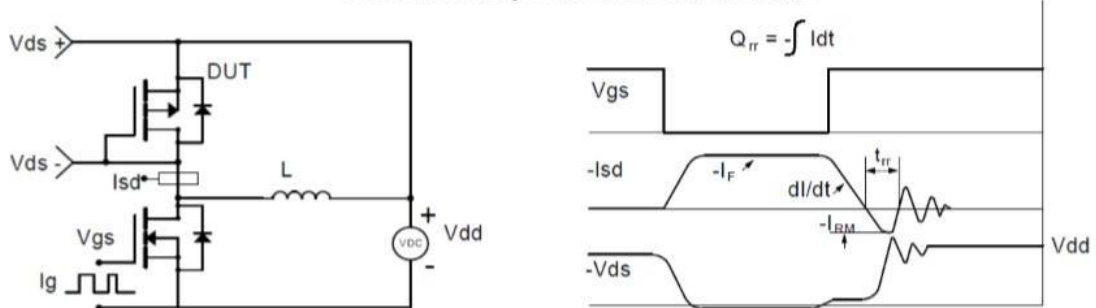 Vds +
DUT
Vds -
Isd
L
Vgs
Ig
+
VDC
-
Vdd
Qrr = -∫ Idt
Vgs
-Isd
-IF
dI/dt
trr
-IRM
-Vds
Vdd